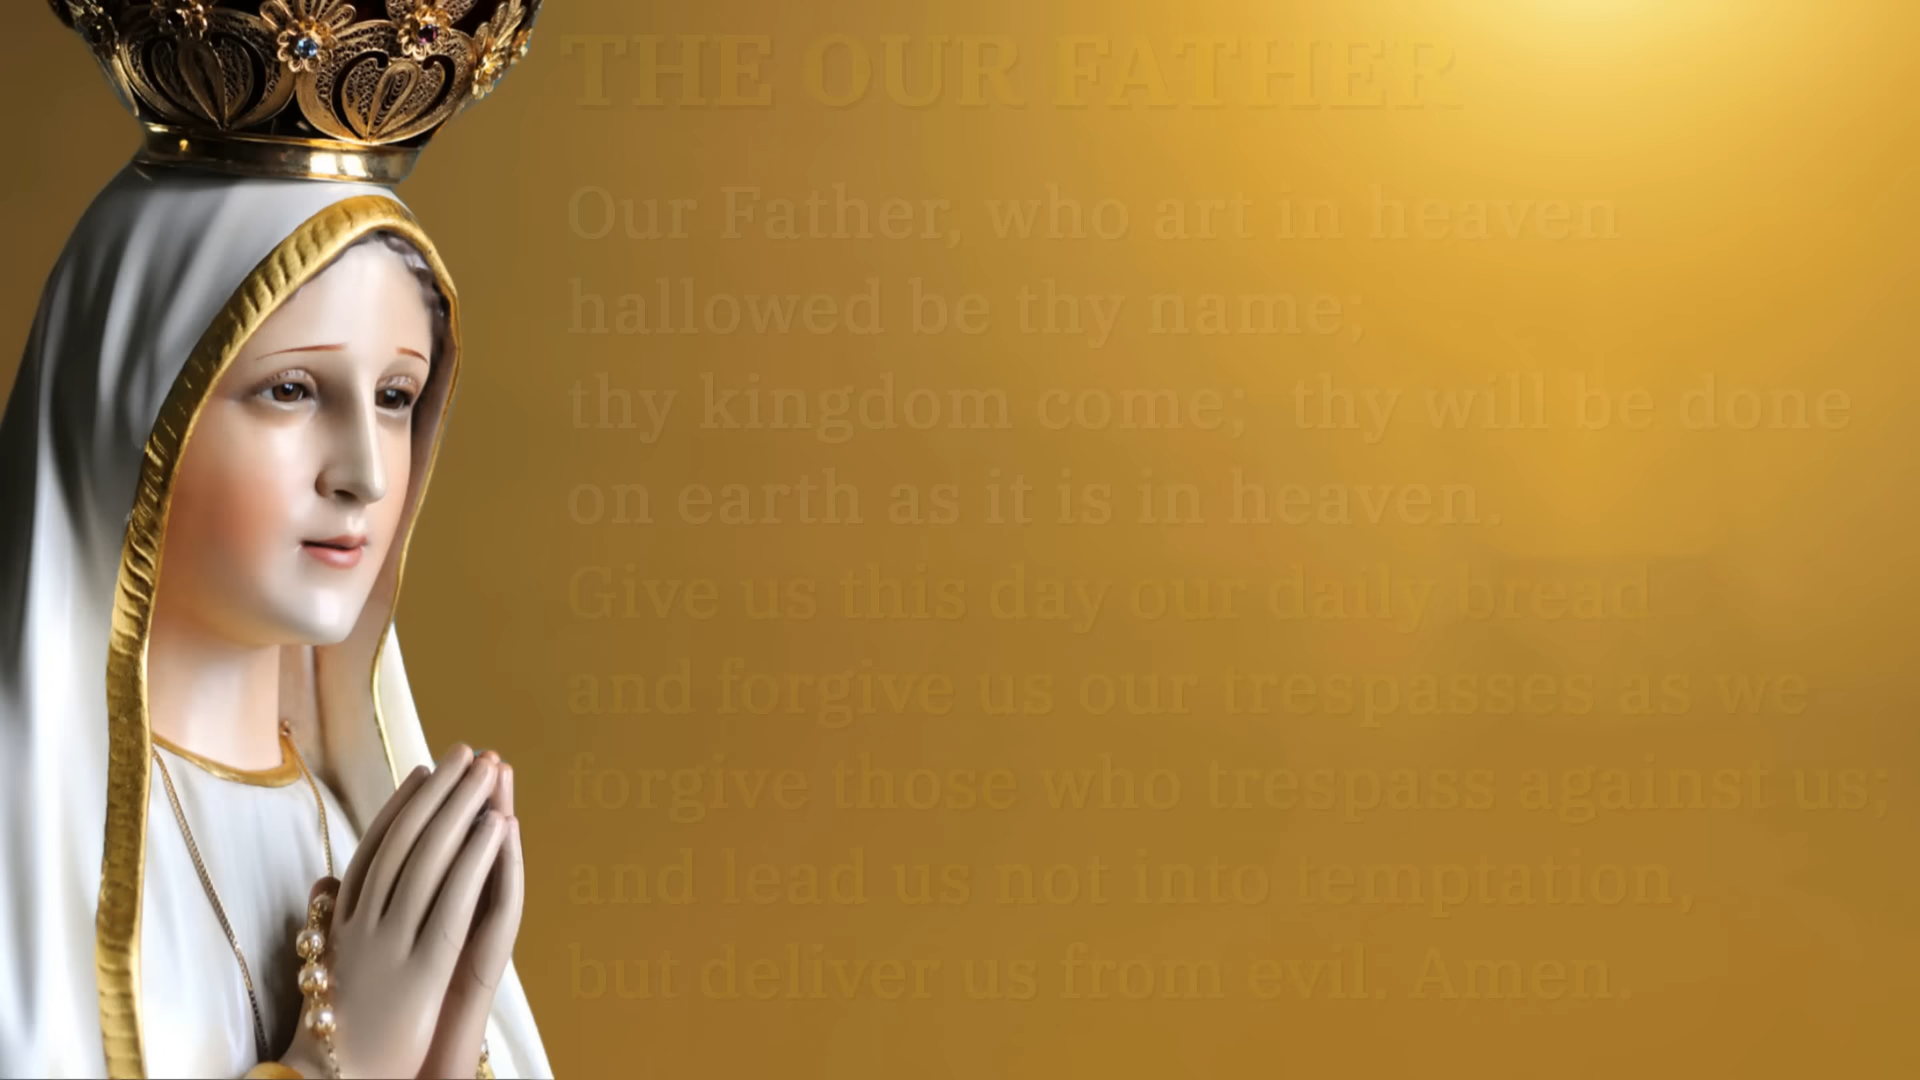 THE OUR FATHER
Our Father, who art in heaven
hallowed be thy name;
thy kingdom come;  thy will be done
on earth as it is in heaven.
Give us this day our daily bread
and forgive us our trespasses as we
forgive those who trespass against us;
and lead us not into temptation,
but deliver us from evil. Amen.